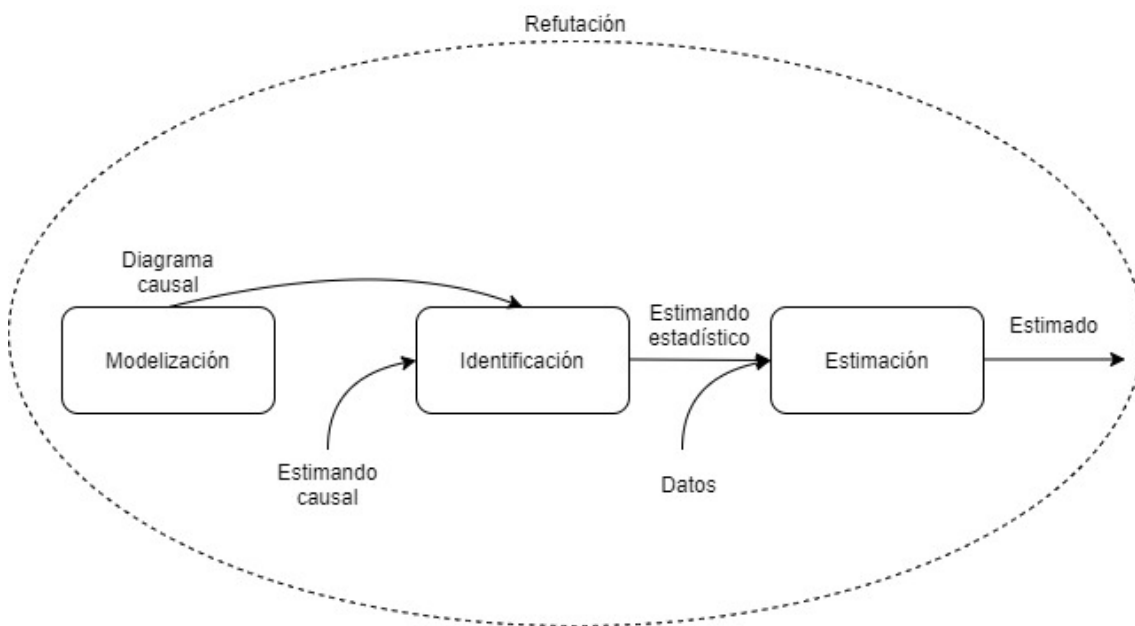 Refutación
Diagrama
causal
Modelización
Identificación
Estimando
estadístico
Estimación
Estimado
Estimando
causal
Datos